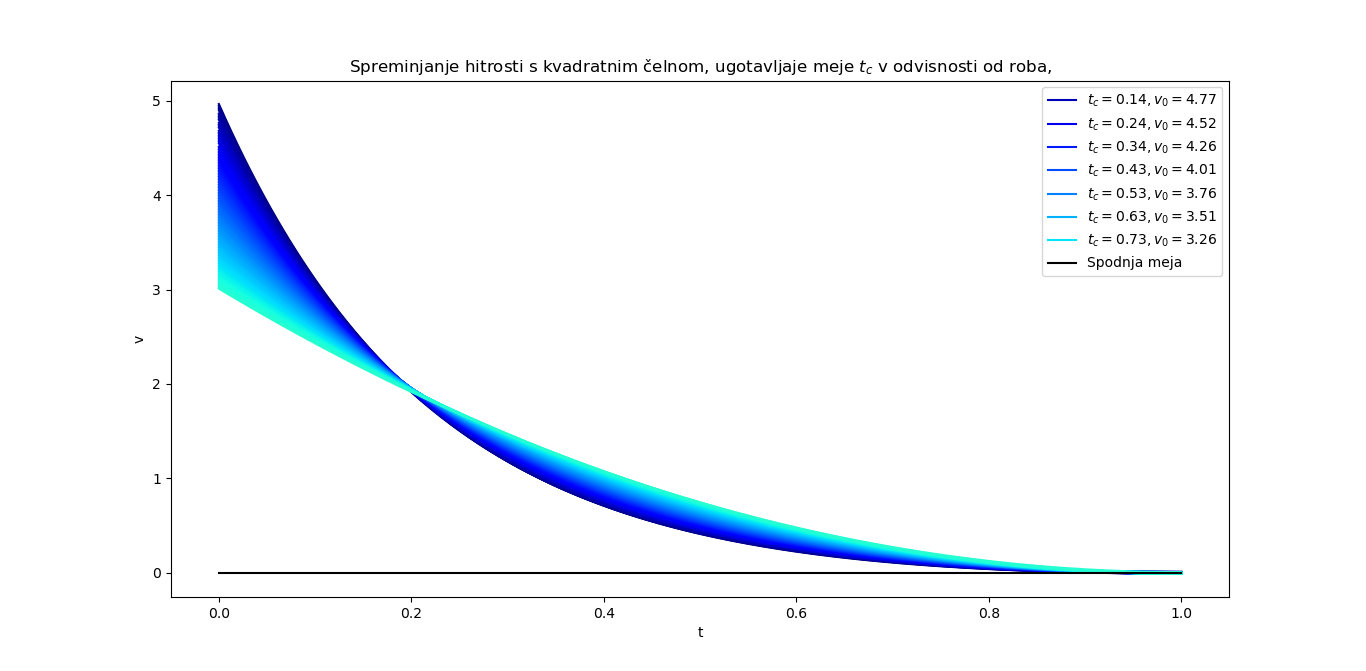 Spreminjanje hitrosti s kvadratnim čelnom, ugotavljaje meje t_c v odvisnosti od roba,
5
4
3
2
1
0
v
t_c = 0.14, v_0 = 4.77
t_c = 0.24, v_0 = 4.52
t_c = 0.34, v_0 = 4.26
t_c = 0.43, v_0 = 4.01
t_c = 0.53, v_0 = 3.76
t_c = 0.63, v_0 = 3.51
t_c = 0.73, v_0 = 3.26
Spodnja meja
0.0 0.2 0.4 0.6 0.8 1.0
t